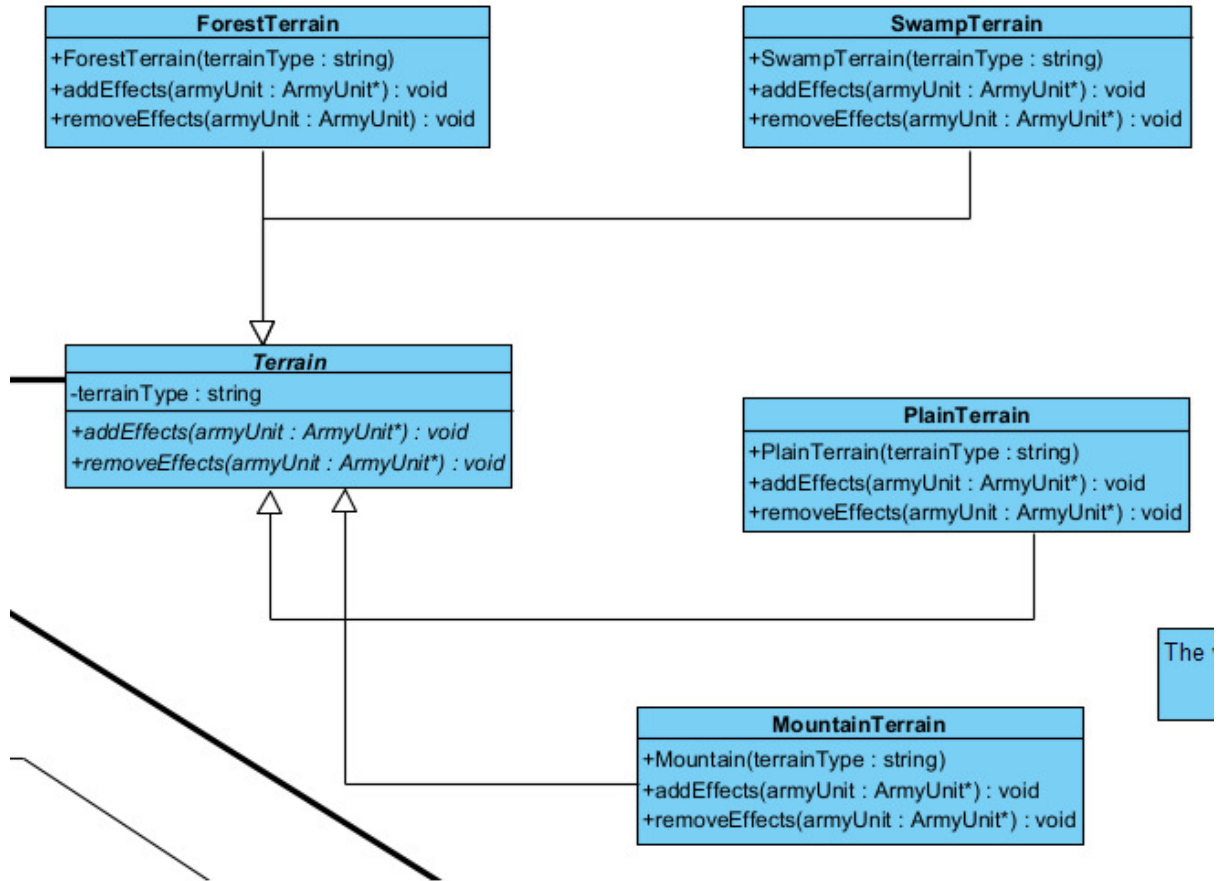 ForestTerrain
+ForestTerrain(terrainType : string)
+addEffects(armyUnit : ArmyUnit*) : void
+removeEffects(armyUnit : ArmyUnit) : void
SwampTerrain
+SwampTerrain(terrainType : string)
+addEffects(armyUnit : ArmyUnit*) : void
+removeEffects(armyUnit : ArmyUnit*) : void
Terrain
-terrainType : string
+addEffects(armyUnit : ArmyUnit*) : void
+removeEffects(armyUnit : ArmyUnit*) : void
PlainTerrain
+PlainTerrain(terrainType : string)
+addEffects(armyUnit : ArmyUnit*) : void
+removeEffects(armyUnit : ArmyUnit*) : void
The
MountainTerrain
+Mountain(terrainType : string)
+addEffects(armyUnit : ArmyUnit*) : void
+removeEffects(armyUnit : ArmyUnit*) : void